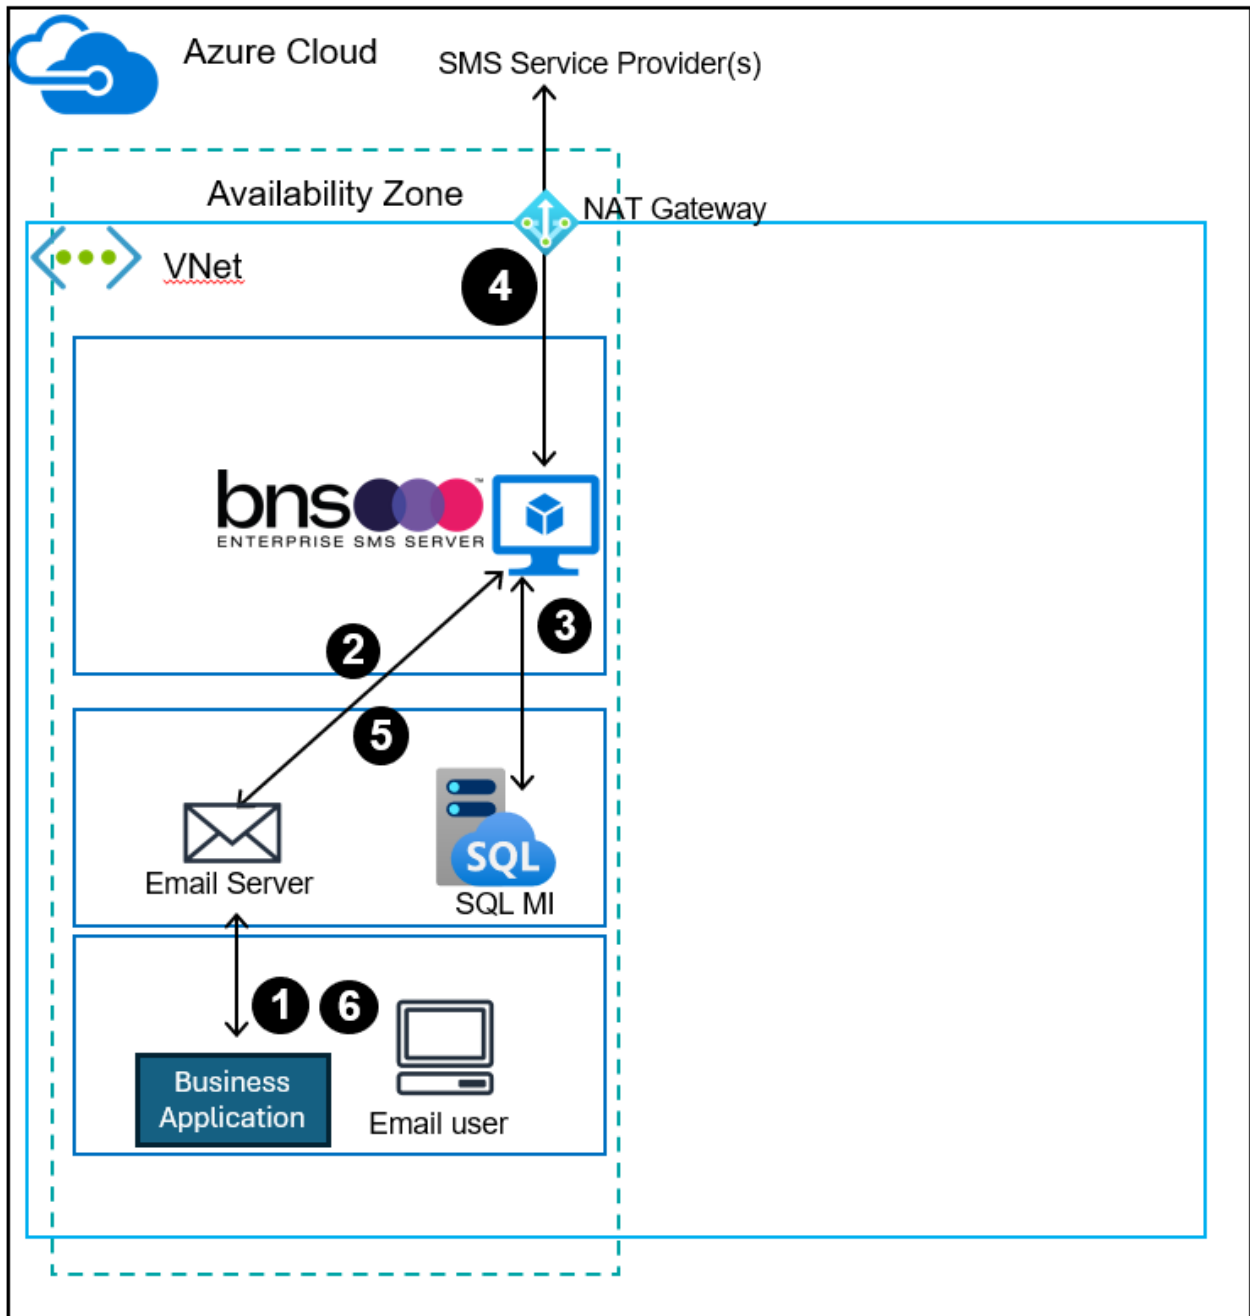 Azure Cloud
SMS Service Provider(s)
Availability Zone
NAT Gateway
VNet
4
bns™
ENTERPRISE SMS SERVER
3
2
5
SQL
Email Server
SQL MI
1 6
Business
Application
Email user